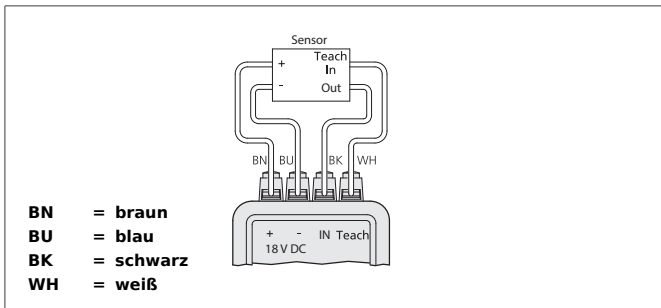 Sensor
+ Teach
In
- Out
BN BU BK WH
BN = braun
BU = blau
BK = schwarz
WH = weiß
+ - IN Teach
18 V DC